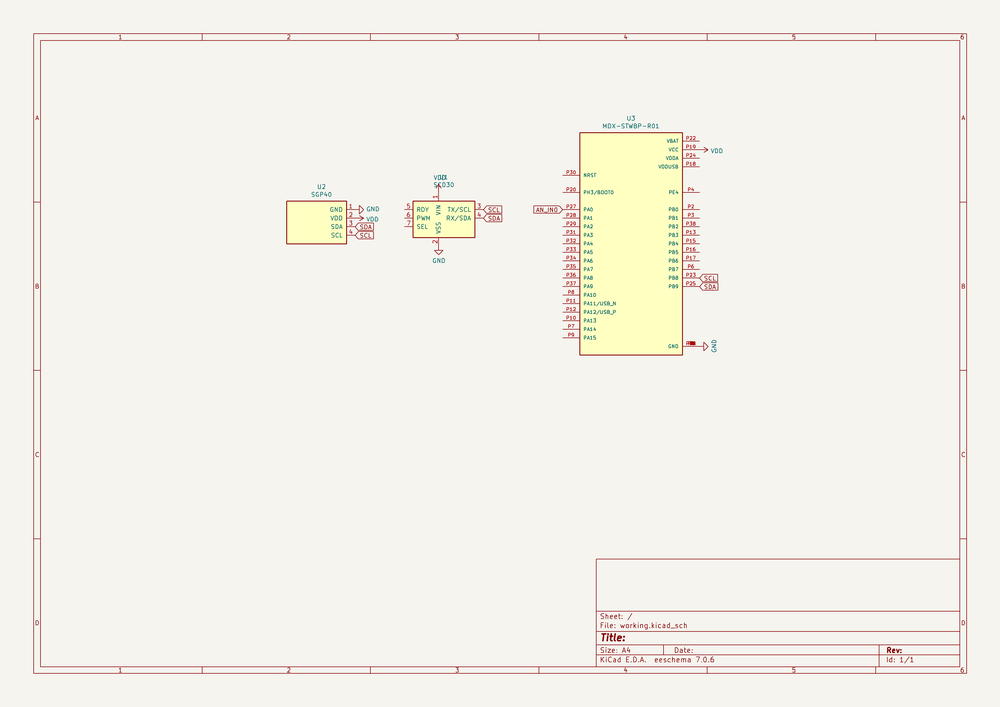 1 2 3 4 5 6
A A
B B
C C
D D
U2
SGP40
GND 1 GND
VDD 2 VDD
SDA 3 SDA
SCL 4 SCL
SCD30
1
VIN
5 RDY TX/SCL 3 SCL
6 PWM RX/SDA 4 SDA
7 SEL
VSS
2
GND
U3
MDX-STWBP-R01
VBAT P22
VCC P19 VDD
VDDA P24
VDDUSB P18
P30 NRST
P20 PH3/BOOT0 PE4 P4
AN_IN0 P27 PA0 PB0 P2
P28 PA1 PB1 P3
P29 PA2 PB2 P38
P31 PA3 PB3 P13
P32 PA4 PB4 P15
P33 PA5 PB5 P16
P34 PA6 PB6 P17
P35 PA7 PB7 P6
P36 PA8 PB8 P23 SCL
P37 PA9 PB9 P25 SDA
P8 PA10
P11 PA11/USB_N
P12 PA12/USB_P
P10 PA13
P7 PA14
P9 PA15
GND GND
Sheet: /
File: working.kicad_sch
Title:
Size: A4 Date: Rev:
KiCad E.D.A. eeschema 7.0.6 Id: 1/1
1 2 3 4 5 6